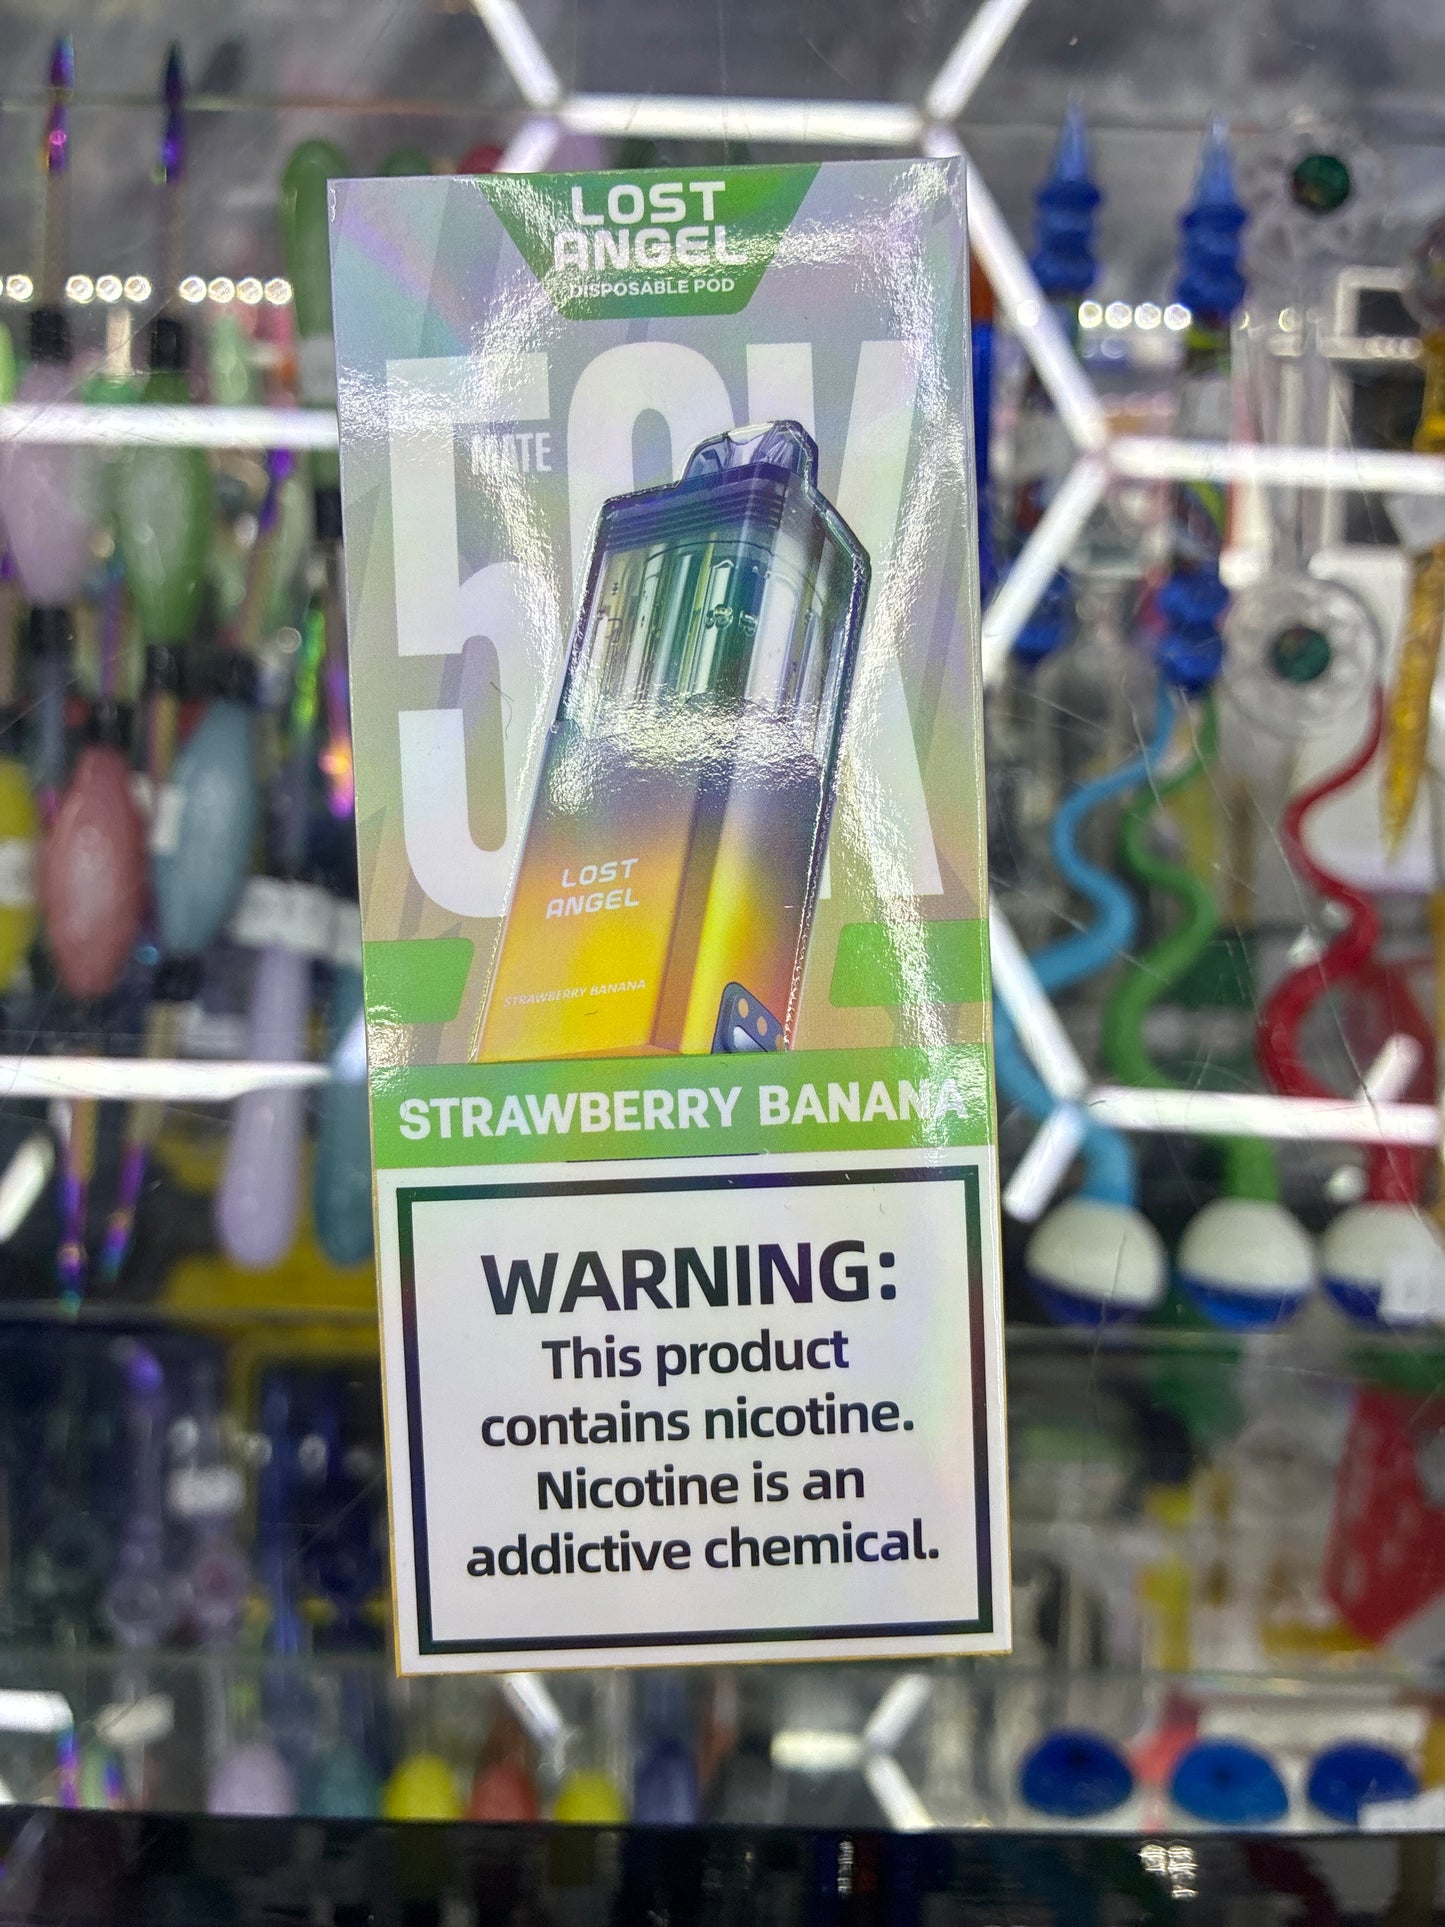 LOST
ANGEL
DISPOSABLE POD
50K
MATE
LOST
ANGEL
STRAWBERRY BANANA
STRAWBERRY BANANA
WARNING:
This product
contains nicotine.
Nicotine is an
addictive chemical.